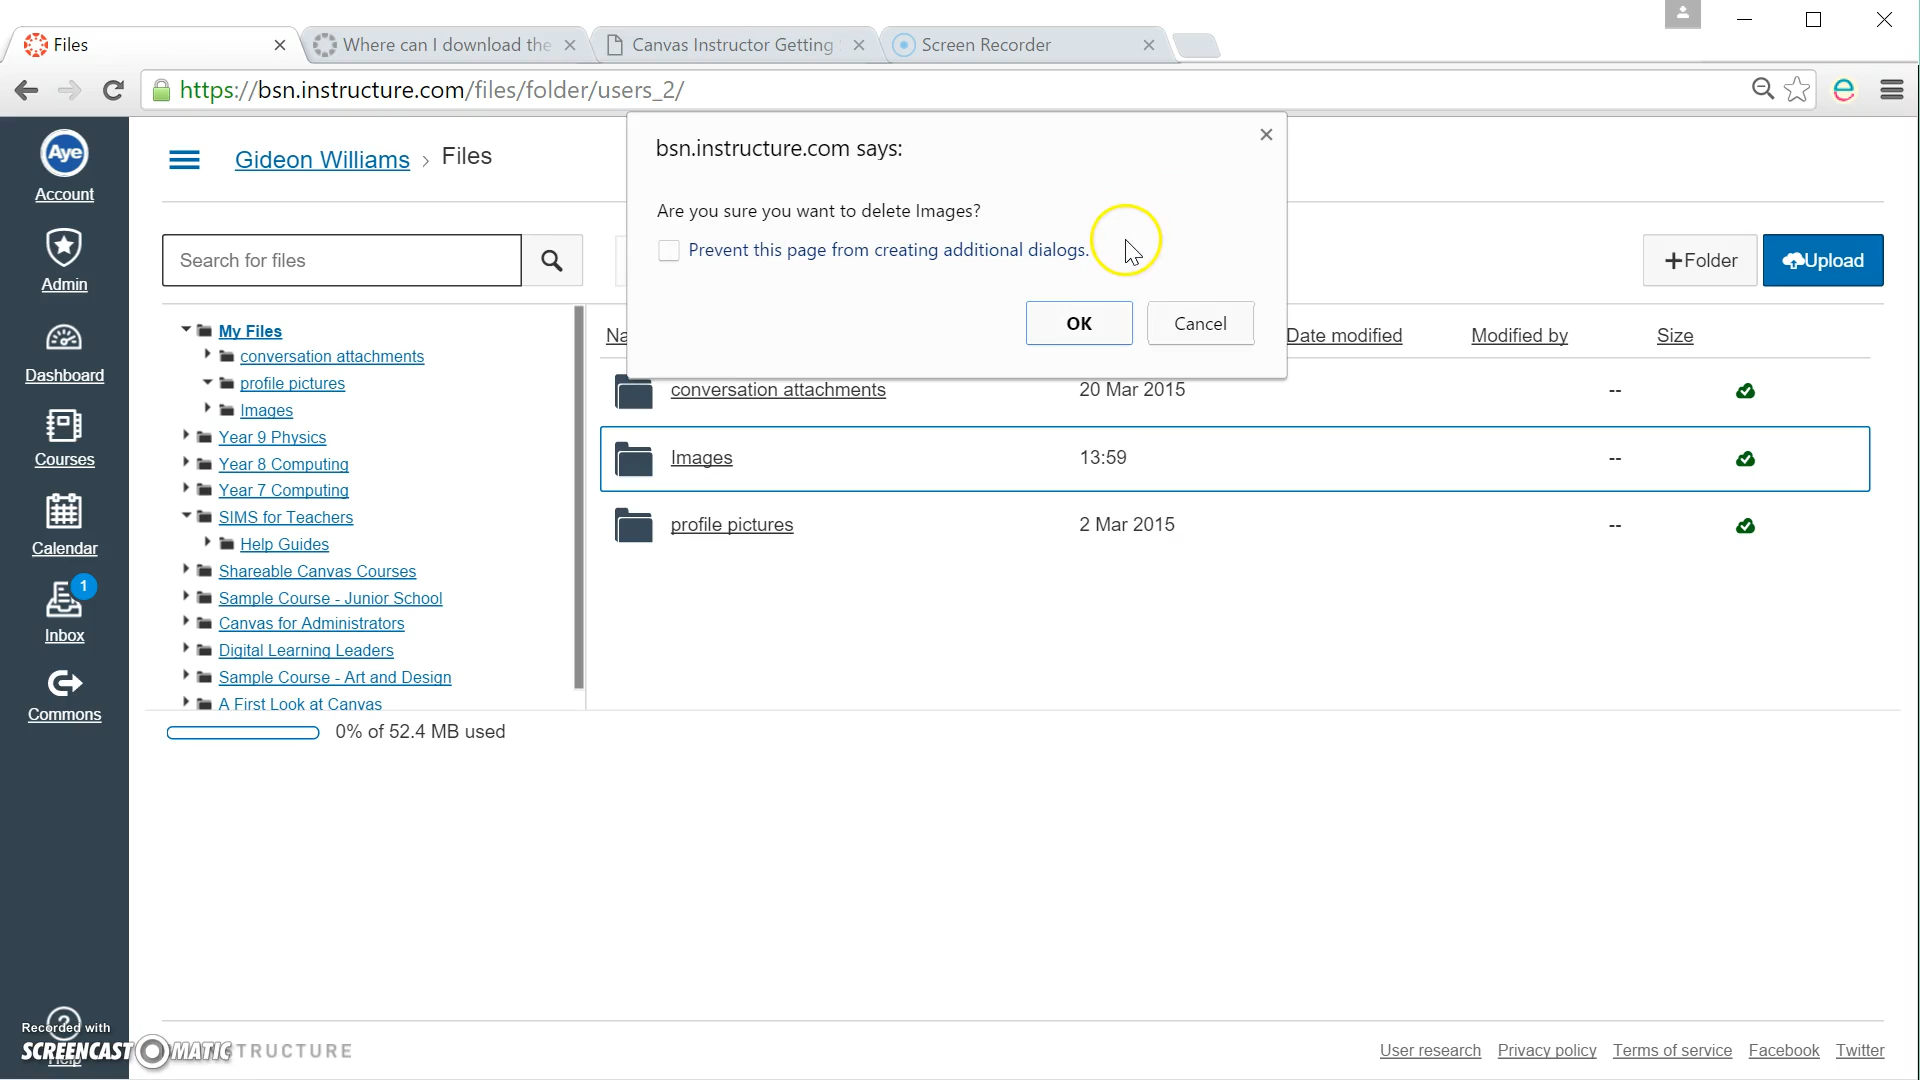 Files
Where can I download the
Canvas Instructor Getting
Screen Recorder
https://bsn.instructure.com/files/folder/users_2/
Aye
Account
Admin
Dashboard
Courses
Calendar
1
Inbox
Commons
Gideon Williams › Files
bsn.instructure.com says:
Are you sure you want to delete Images?
Prevent this page from creating additional dialogs.
OK
Cancel
Search for files
+Folder
Upload
My Files
conversation attachments
profile pictures
Images
Year 9 Physics
Year 8 Computing
Year 7 Computing
SIMS for Teachers
Help Guides
Shareable Canvas Courses
Sample Course - Junior School
Canvas for Administrators
Digital Learning Leaders
Sample Course - Art and Design
A First Look at Canvas
Na Date modified Modified by Size
conversation attachments 20 Mar 2015 --
Images 13:59 --
profile pictures 2 Mar 2015 --
0% of 52.4 MB used
Recorded with
SCREENCAST MATIC
Help
STRUCTURE
User research Privacy policy Terms of service Facebook Twitter